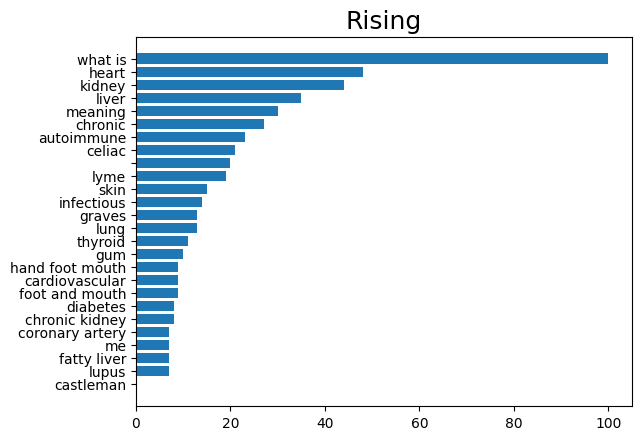 Rising
what is
heart
kidney
liver
meaning
chronic
autoimmune
celiac
lyme
skin
infectious
graves
lung
thyroid
gum
hand foot mouth
cardiovascular
foot and mouth
diabetes
chronic kidney
coronary artery
me
fatty liver
lupus
castleman
0 20 40 60 80 100